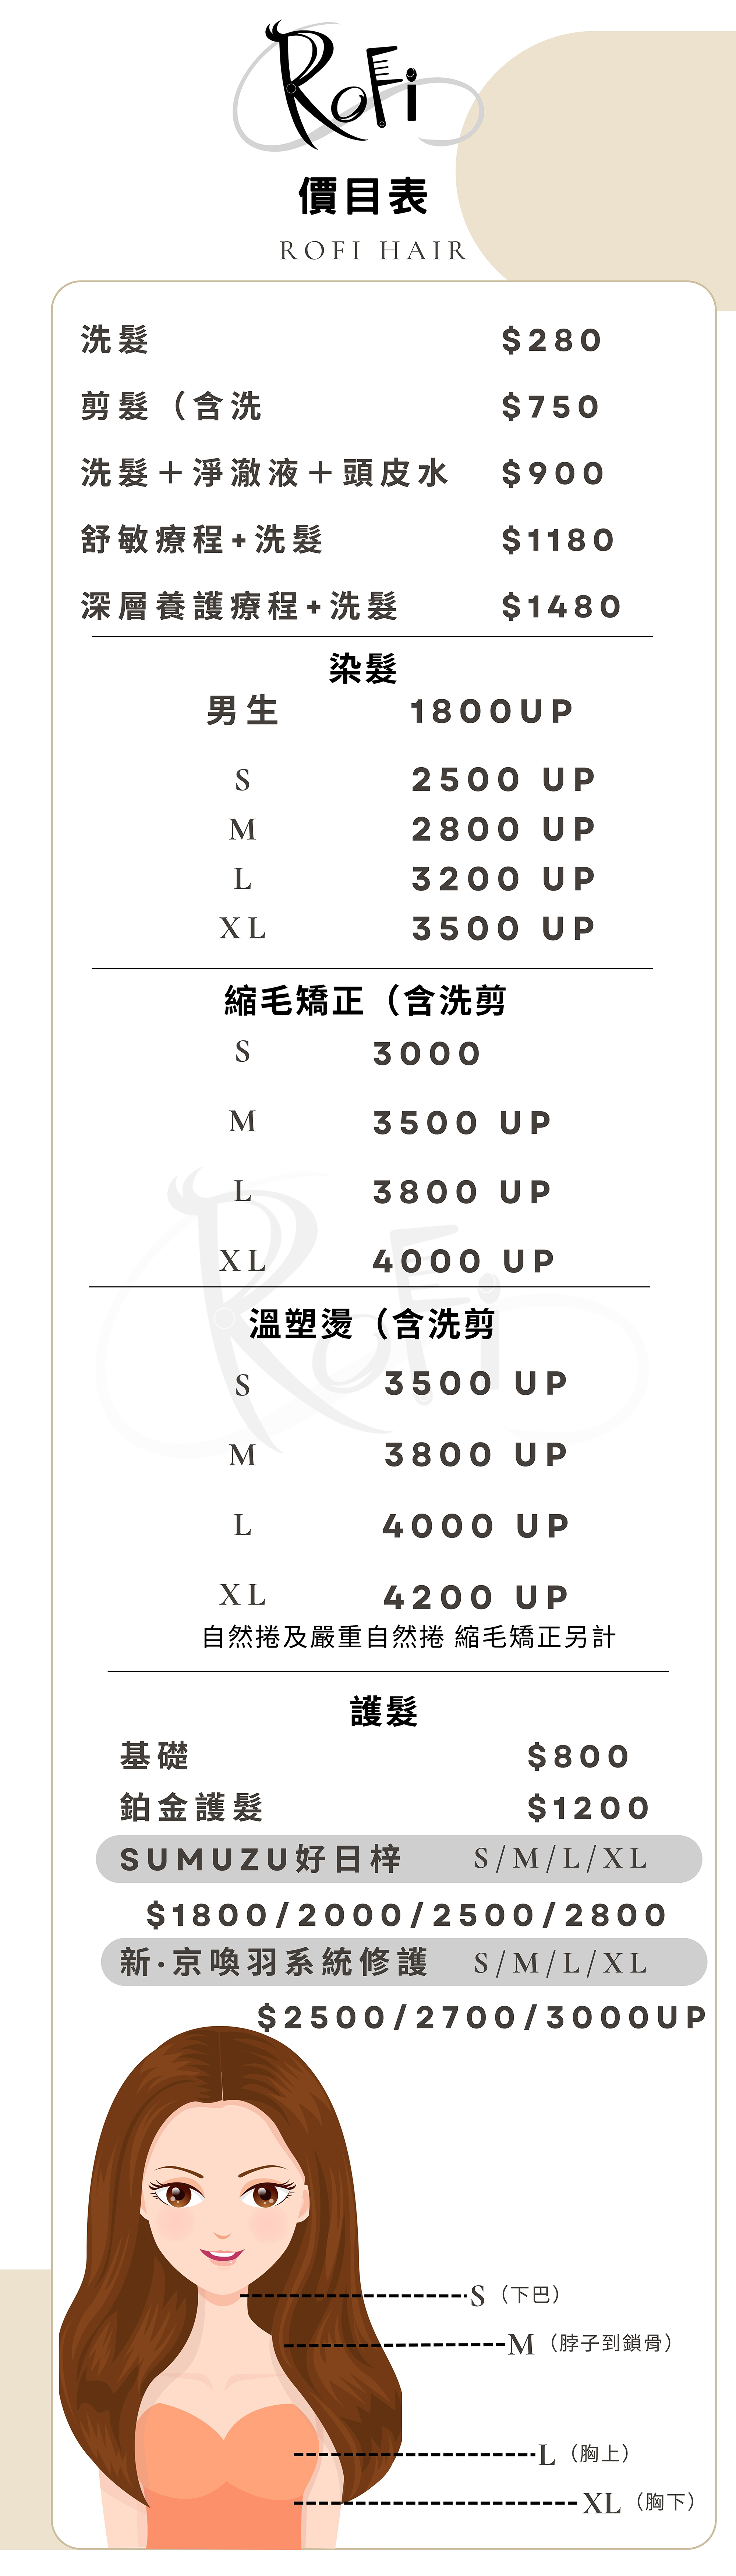 RoFi
價目表
ROFI HAIR
洗髮 $280
剪髮（含洗 $750
洗髮＋淨澈液＋頭皮水 $900
舒敏療程+洗髮 $1180
深層養護療程+洗髮 $1480
染髮
男生 1800UP
S 2500 UP
M 2800 UP
L 3200 UP
XL 3500 UP
縮毛矯正（含洗剪
S 3000
M 3500 UP
L 3800 UP
XL 4000 UP
RoFi
溫塑燙（含洗剪
S 3500 UP
M 3800 UP
L 4000 UP
XL 4200 UP
自然捲及嚴重自然捲 縮毛矯正另計
護髮
基礎 $800
鉑金護髮 $1200
SUMUZU好日梓 S/M/L/XL
$1800/2000/2500/2800
新·京喚羽系統修護 S/M/L/XL
$2500/2700/3000UP
S（下巴）
M（脖子到鎖骨）
L（胸上）
XL（胸下）